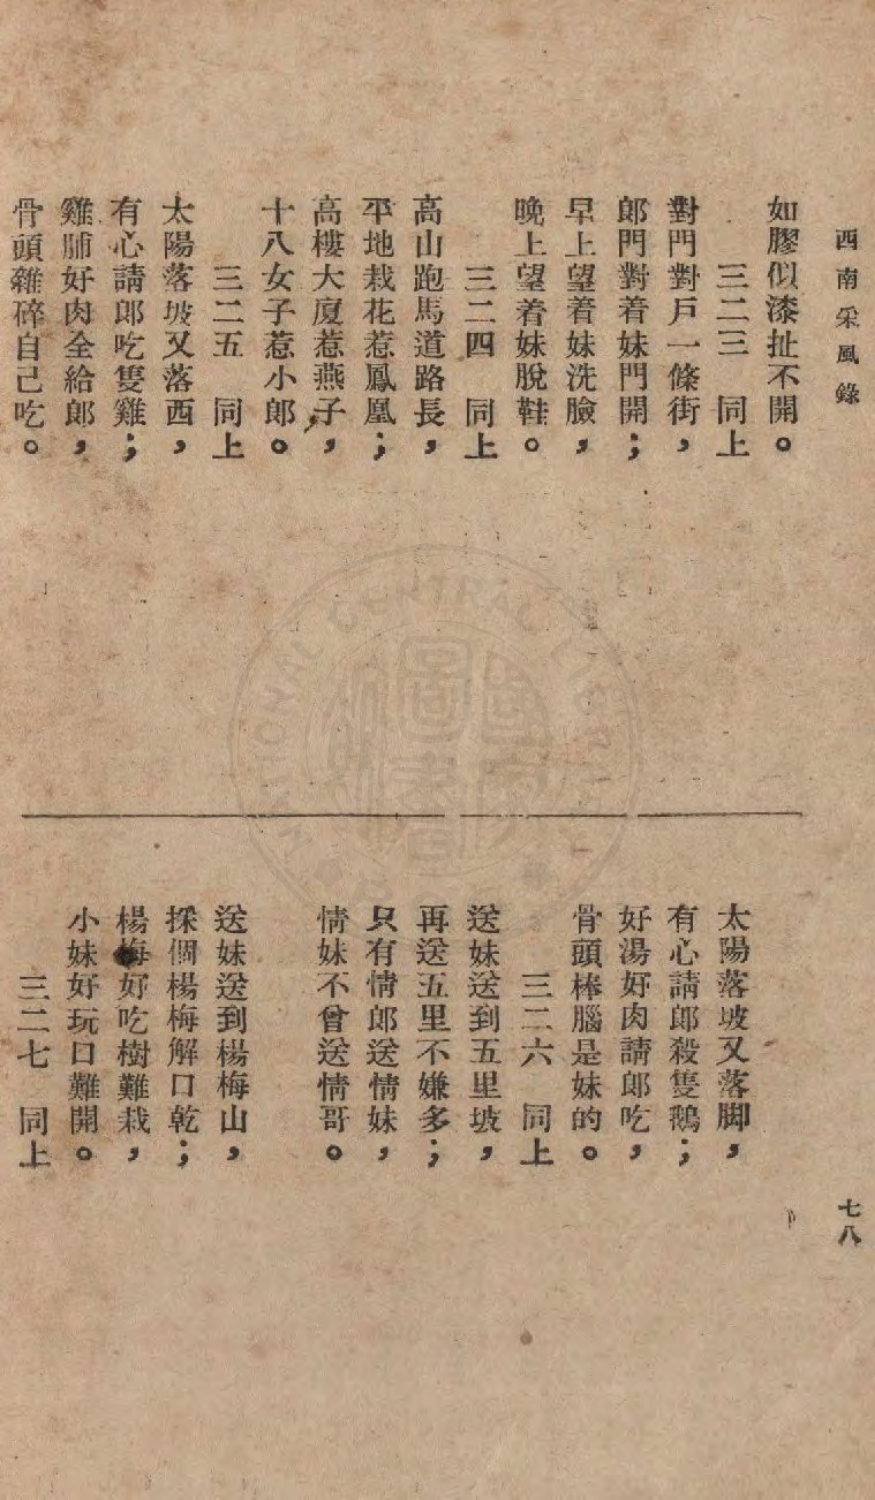 西南采風錄
如膠似漆扯不開。
三二三 同上
對門對戶一條街，
郎門對着妹門開；
早上望着妹洗臉，
晚上望着妹脫鞋。
三二四 同上
高山跑馬道路長，
平地栽花惹鳳凰；
高樓大廈惹燕子，
十八女子惹小郎。
三二五 同上
太陽落坡又落西，
有心請郎吃隻雞；
雞脯好肉全給郎，
骨頭雜碎自己吃。
太陽落坡又落脚，
有心請郎殺隻鵝；
好湯好肉請郎吃，
骨頭棒腦是妹的。
三二六 同上
送妹送到五里坡，
再送五里不嫌多；
只有情郎送情妹，
情妹不曾送情哥。
送妹送到楊梅山，
採個楊梅解口乾；
楊梅好吃樹難栽，
小妹好玩口難開。
三二七 同上
七八